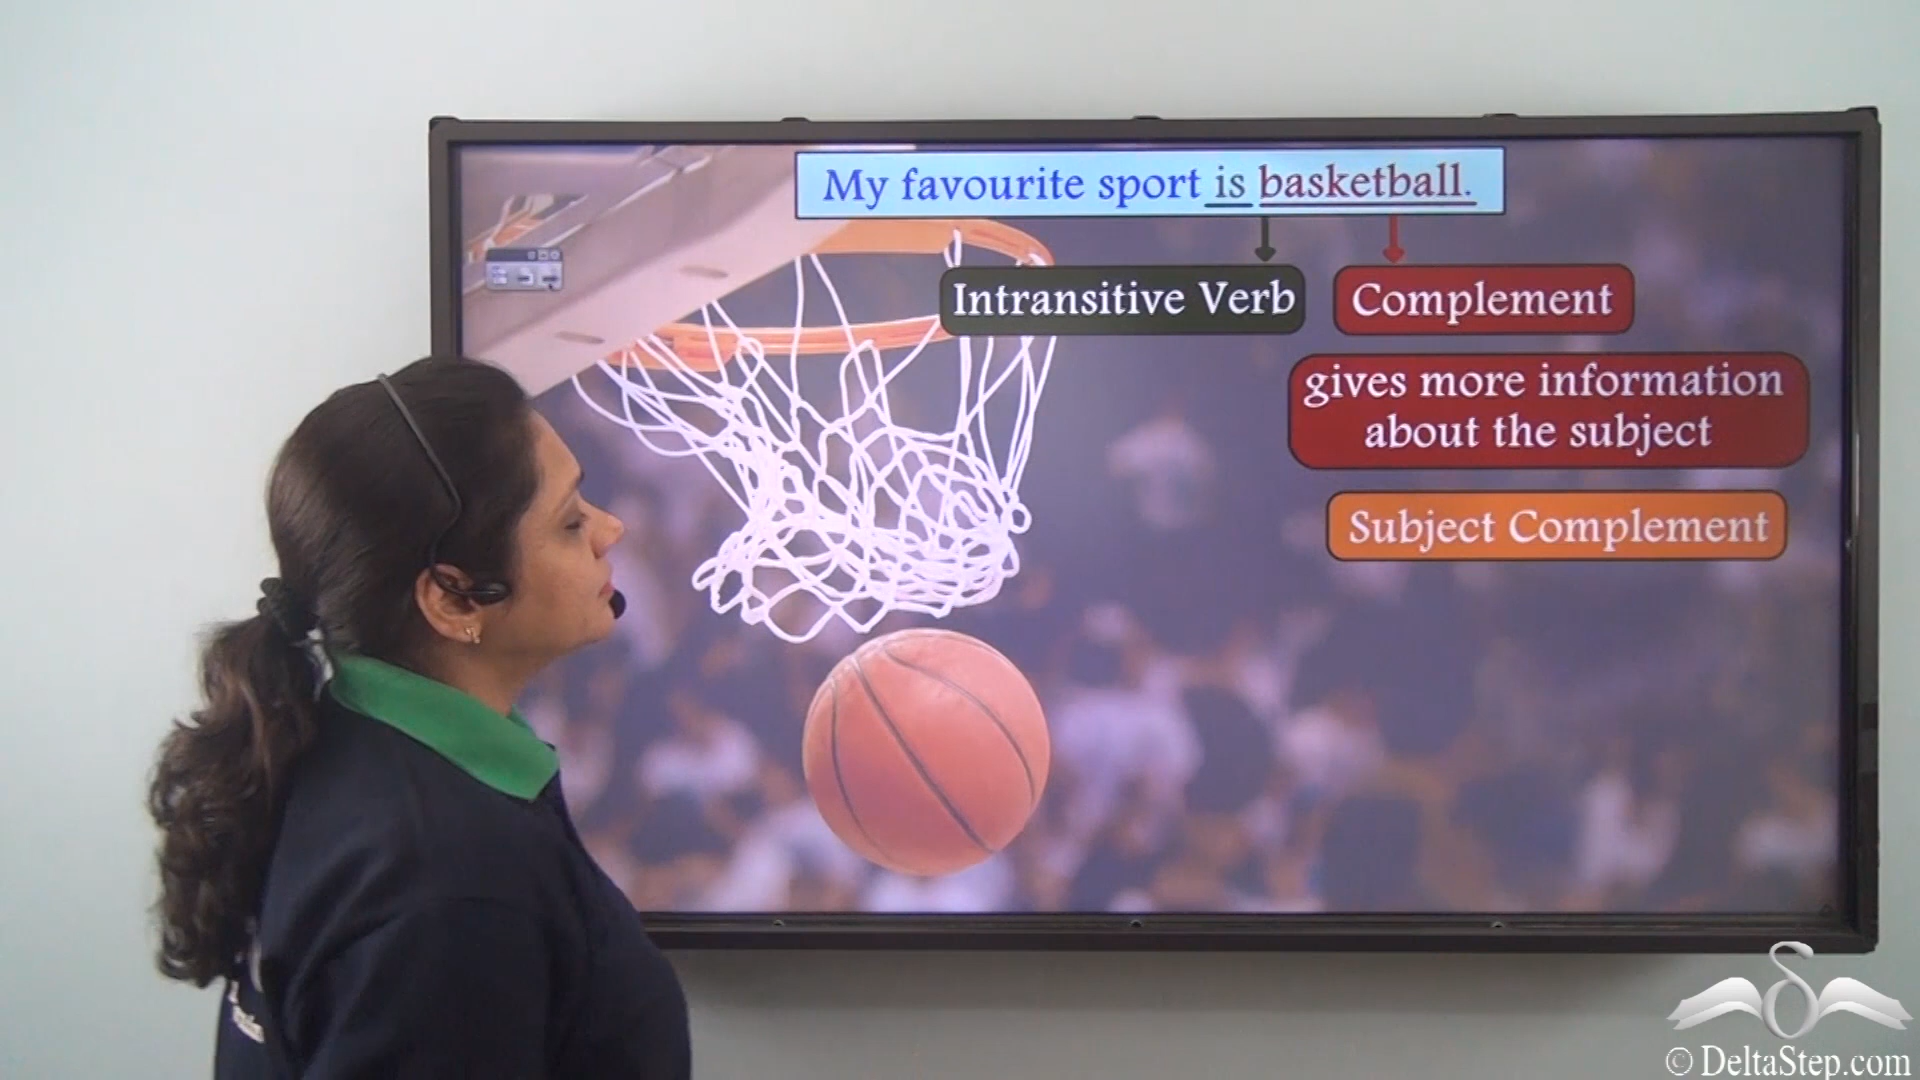 My favourite sport is basketball.
Intransitive Verb
Complement
gives more information
about the subject
Subject Complement
© DeltaStep.com